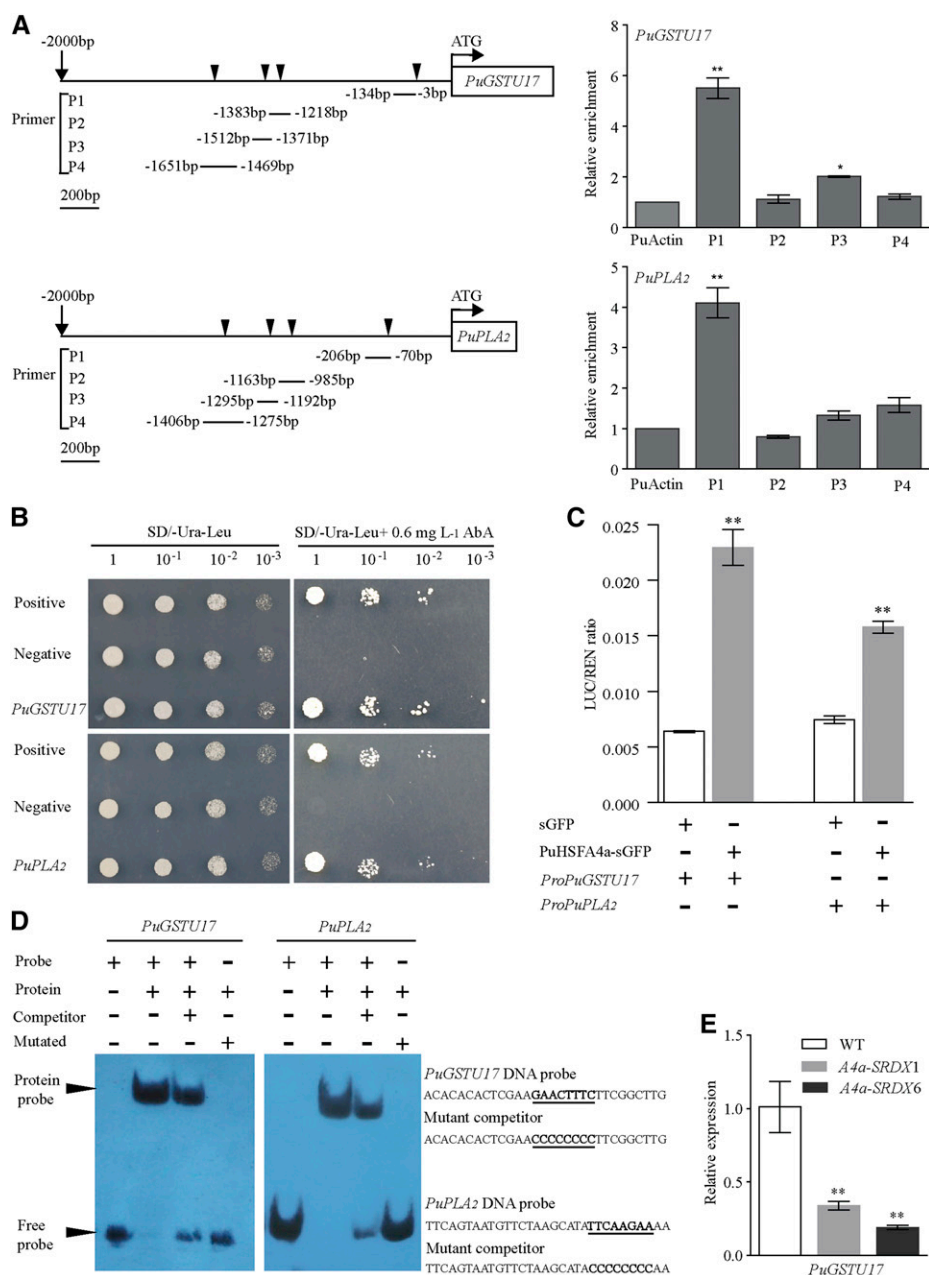 A
-2000bp
ATG
PuGSTU17
-134bp -3bp
-1383bp -1218bp
-1512bp -1371bp
-1651bp -1469bp
Primer
P1
P2
P3
P4
200bp
PuGSTU17
Relative enrichment
8
6
4
2
0
**
*
PuActin P1 P2 P3 P4
-2000bp
ATG
PuPLA2
-206bp -70bp
-1163bp -985bp
-1295bp -1192bp
-1406bp -1275bp
Primer
P1
P2
P3
P4
200bp
PuPLA2
Relative enrichment
5
4
2
1
0
**
PuActin P1 P2 P3 P4
B
SD/-Ura-Leu SD/-Ura-Leu+ 0.6 mg L-1 AbA
1 10-1 10-2 10-3 1 10-1 10-2 10-3
Positive
Negative
PuGSTU17
Positive
Negative
PuPLA2
C
LUC/REN ratio
0.025
0.020
0.015
0.010
0.005
0.000
**
**
sGFP + - + -
PuHSFA4a-sGFP - + - +
ProPuGSTU17 + + - -
ProPuPLA2 - - + +
D
PuGSTU17 PuPLA2
Probe + + + - + + + -
Protein - + + + - + + +
Competitor - - + - - - + -
Mutated - - - + - - - +
Protein probe
Free probe
PuGSTU17 DNA probe
ACACACACTCGAAGAACTTTCTTCGGCTTG
Mutant competitor
ACACACACTCGAACCCCCCCCTTCGGCTTG
PuPLA2 DNA probe
TTCAGTAATGTTCTAAGCATATTCAAGAAAA
Mutant competitor
TTCAGTAATGTTCTAAGCATACCCCCCCCAA
E
WT
A4a-SRDX1
A4a-SRDX6
Relative expression
1.5
1.0
0.5
0.0
**
**
PuGSTU17